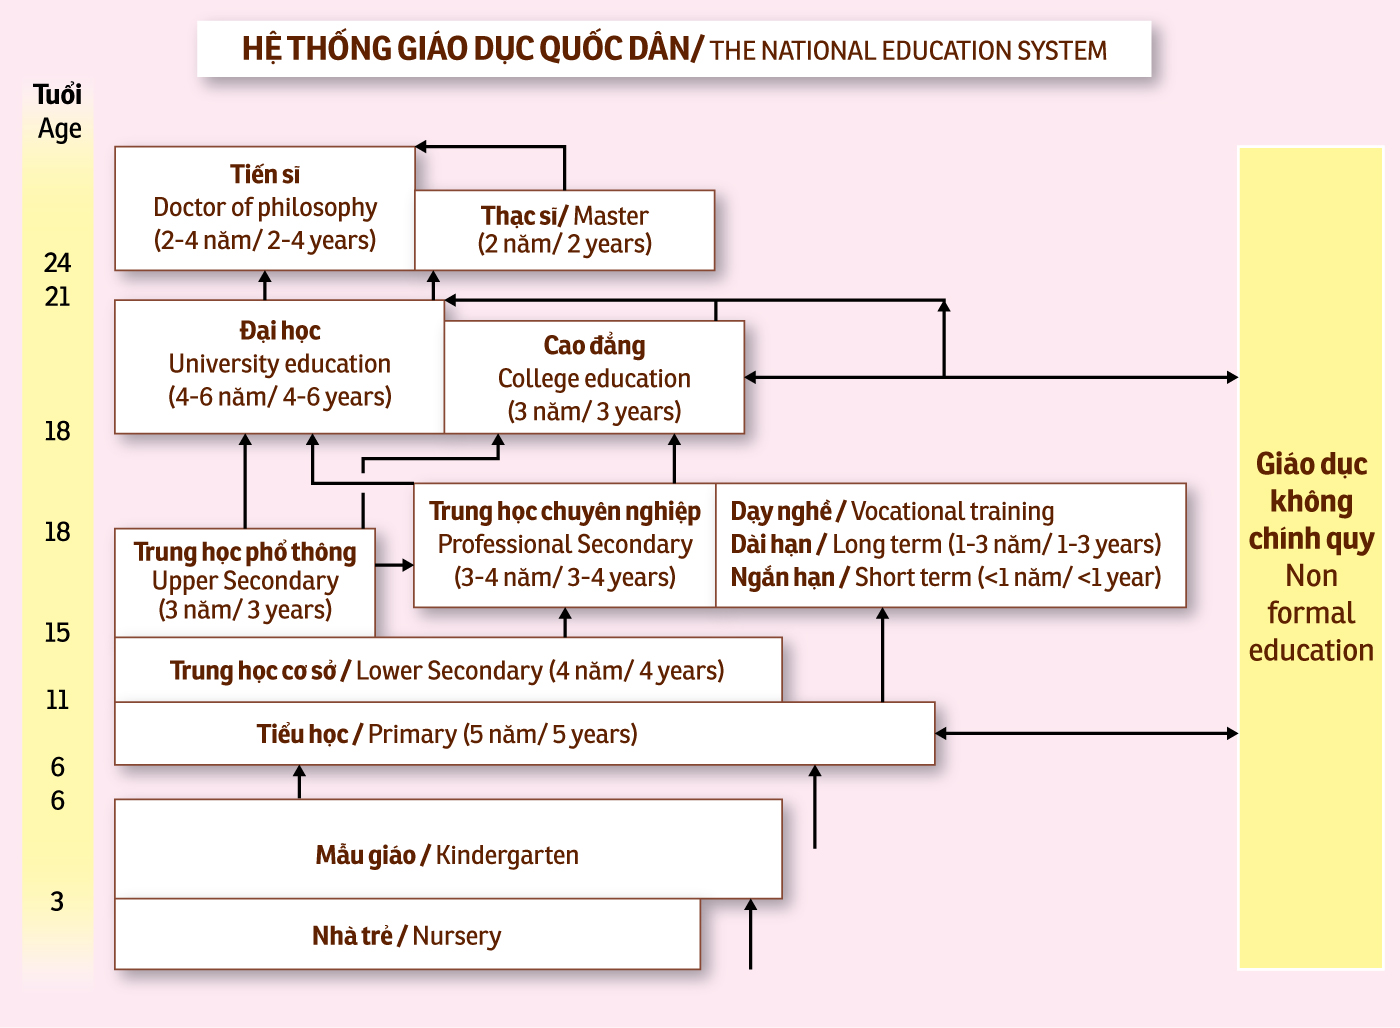 HỆ THỐNG GIÁO DỤC QUỐC DÂN/ THE NATIONAL EDUCATION SYSTEM
Tuổi
Age
Tiến sĩ
Doctor of philosophy
(2-4 năm/ 2-4 years)
Thạc sĩ/ Master
(2 năm/ 2 years)
24
21
Đại học
University education
(4-6 năm/ 4-6 years)
Cao đẳng
College education
(3 năm/ 3 years)
18
18
Trung học phổ thông
Upper Secondary
(3 năm/ 3 years)
Trung học chuyên nghiệp
Professional Secondary
(3-4 năm/ 3-4 years)
Dạy nghề / Vocational training
Dài hạn / Long term (1-3 năm/ 1-3 years)
Ngắn hạn / Short term (<1 năm/ <1 year)
15
Trung học cơ sở / Lower Secondary (4 năm/ 4 years)
11
Tiểu học / Primary (5 năm/ 5 years)
6
6
Mẫu giáo / Kindergarten
3
Nhà trẻ / Nursery
Giáo dục
không
chính quy
Non
formal
education